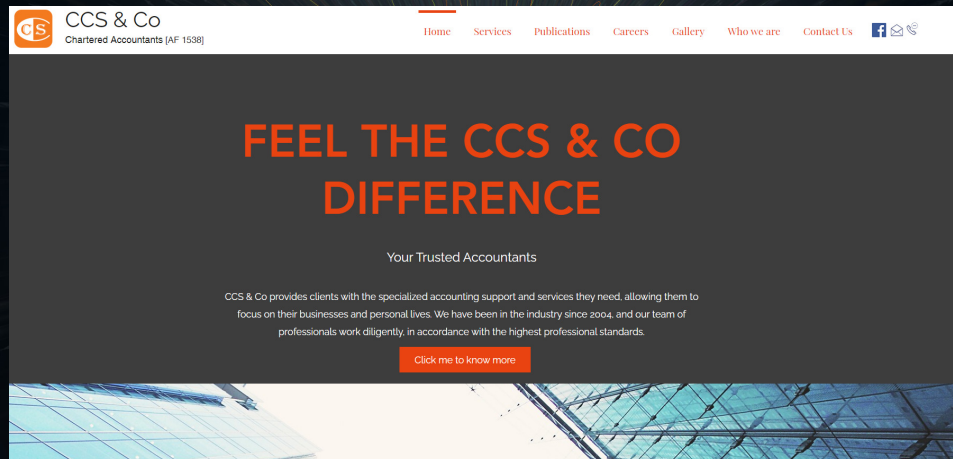 CS
CCS & Co
Chartered Accountants [AF 1538]
Home Services Publications Careers Gallery Who we are Contact Us
FEEL THE CCS & CO
DIFFERENCE
Your Trusted Accountants
CCS & Co provides clients with the specialized accounting support and services they need, allowing them to
focus on their businesses and personal lives. We have been in the industry since 2004, and our team of
professionals work diligently, in accordance with the highest professional standards.
Click me to know more